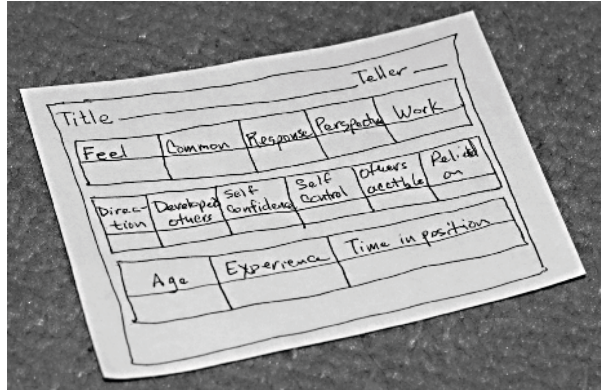 Title Teller
Feel Common Response Perspective Work
Direc- Developed Self Self others Relied
tion others Confidence Control acctble on
Age Experience Time in position